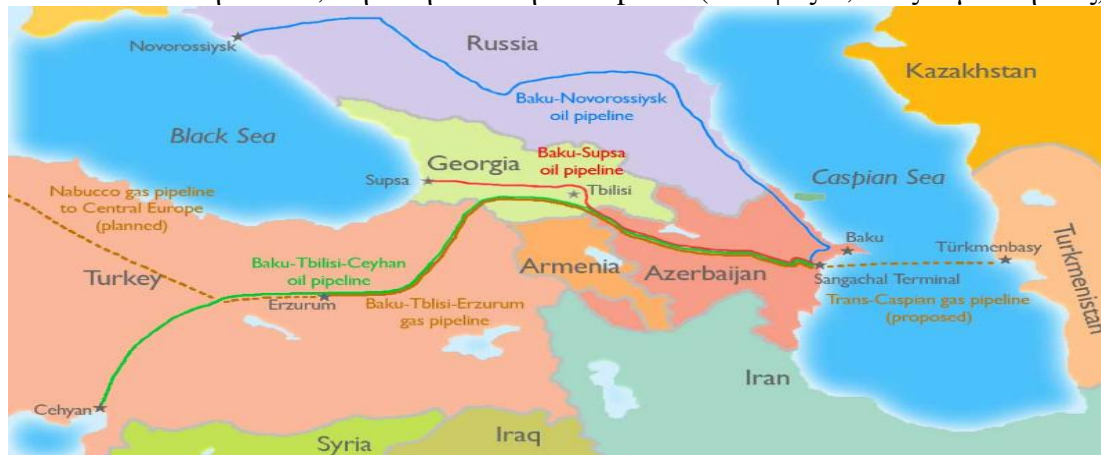 Novorossiysk
Russia
Kazakhstan
Baku-Novorossiysk
oil pipeline
Black Sea
Baku-Supsa
oil pipeline
Georgia
Supsa
Tbilisi
Caspian Sea
Nabucco gas pipeline
to Central Europe
(planned)
Baku
Türkmenbasy
Turkmenistan
Turkey
Baku-Tbilisi-Ceyhan
oil pipeline
Armenia
Azerbaijan
Sangachal Terminal
Erzurum
Baku-Tblisi-Erzurum
gas pipeline
Trans-Caspian gas pipeline
(proposed)
Iran
Cehyan
Syria
Iraq